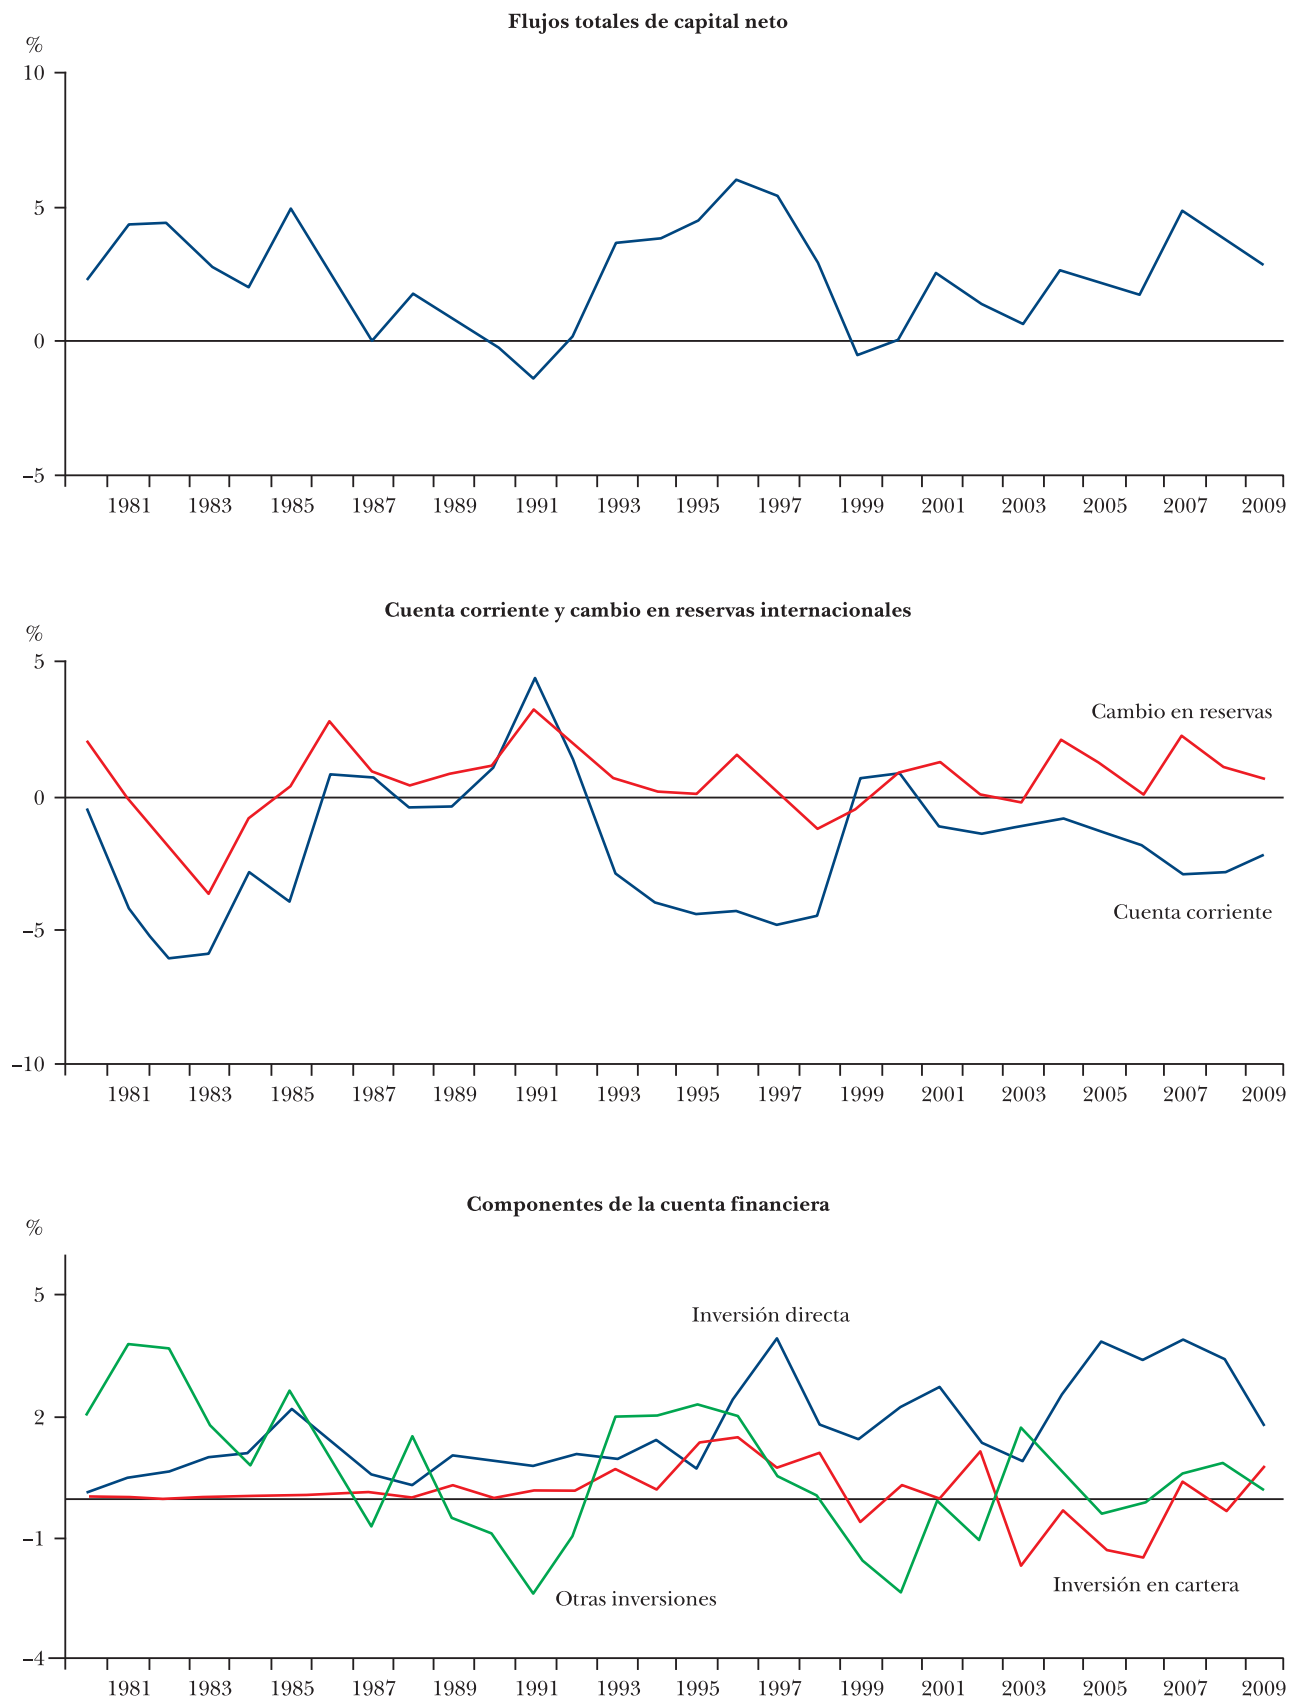 Flujos totales de capital neto
%
10
5
0
–5
1981 1983 1985 1987 1989 1991 1993 1995 1997 1999 2001 2003 2005 2007 2009
Cuenta corriente y cambio en reservas internacionales
%
5
Cambio en reservas
0
Cuenta corriente
–5
–10
1981 1983 1985 1987 1989 1991 1993 1995 1997 1999 2001 2003 2005 2007 2009
Componentes de la cuenta financiera
%
5
Inversión directa
2
–1
Inversión en cartera
Otras inversiones
–4
1981 1983 1985 1987 1989 1991 1993 1995 1997 1999 2001 2003 2005 2007 2009